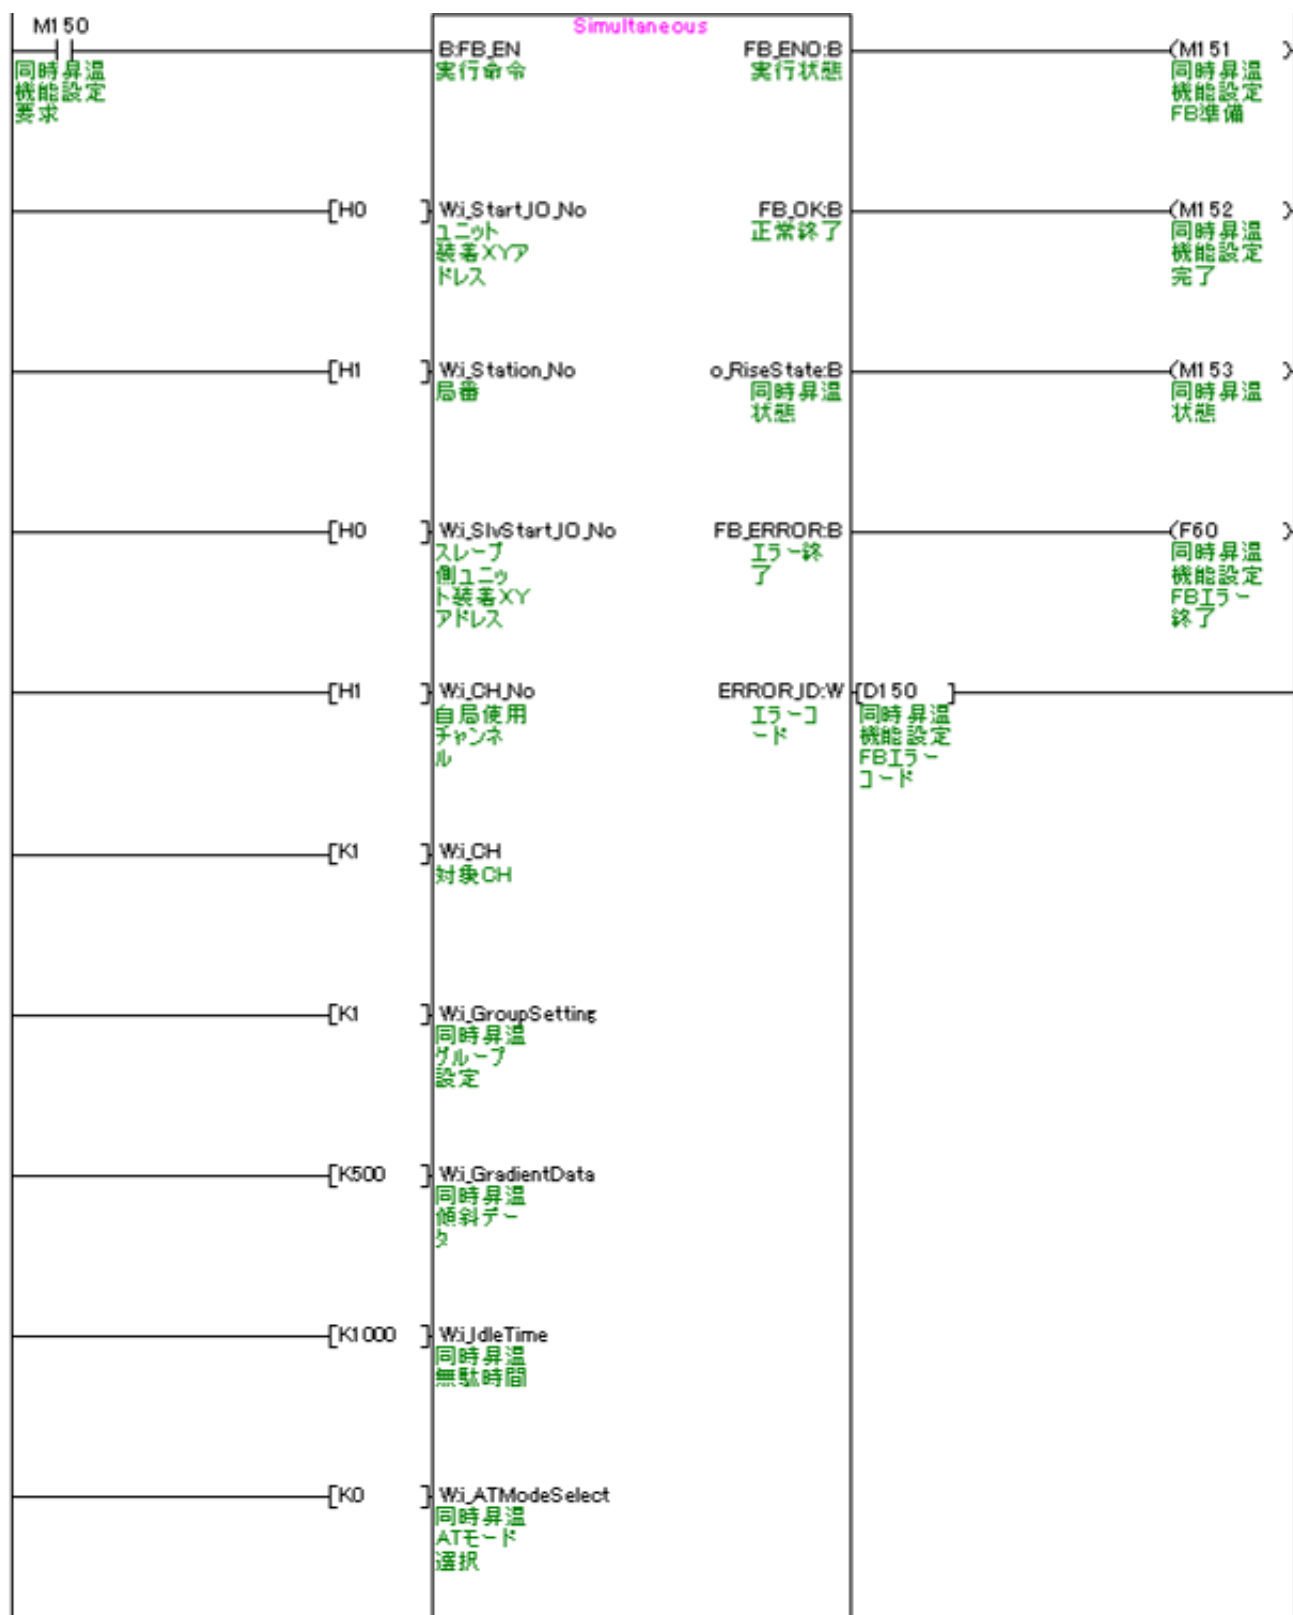 Simultaneous
M150
同時昇温
機能設定
要求
B:FB_EN
実行命令
FB_ENO:B
実行状態
(M151 )
同時昇温
機能設定
FB準備
[H0 ]
W:i_Start_IO_No
ユニット
装着XYア
ドレス
FB_OK:B
正常終了
(M152 )
同時昇温
機能設定
完了
[H1 ]
W:i_Station_No
局番
o_RiseState:B
同時昇温
状態
(M153 )
同時昇温
状態
[H0 ]
W:i_SlvStart_IO_No
スレーブ
側ユニッ
ト装着XY
アドレス
FB_ERROR:B
エラー終
了
(F60 )
同時昇温
機能設定
FBエラー
終了
[H1 ]
W:i_CH_No
自局使用
チャンネ
ル
ERROR_ID:W
エラーコ
ード
[D150 ]
同時昇温
機能設定
FBエラー
コード
[K1 ]
W:i_CH
対象CH
[K1 ]
W:i_GroupSetting
同時昇温
グループ
設定
[K500 ]
W:i_GradientData
同時昇温
傾斜デー
タ
[K1000 ]
W:i_IdleTime
同時昇温
無駄時間
[K0 ]
W:i_ATModeSelect
同時昇温
ATモード
選択